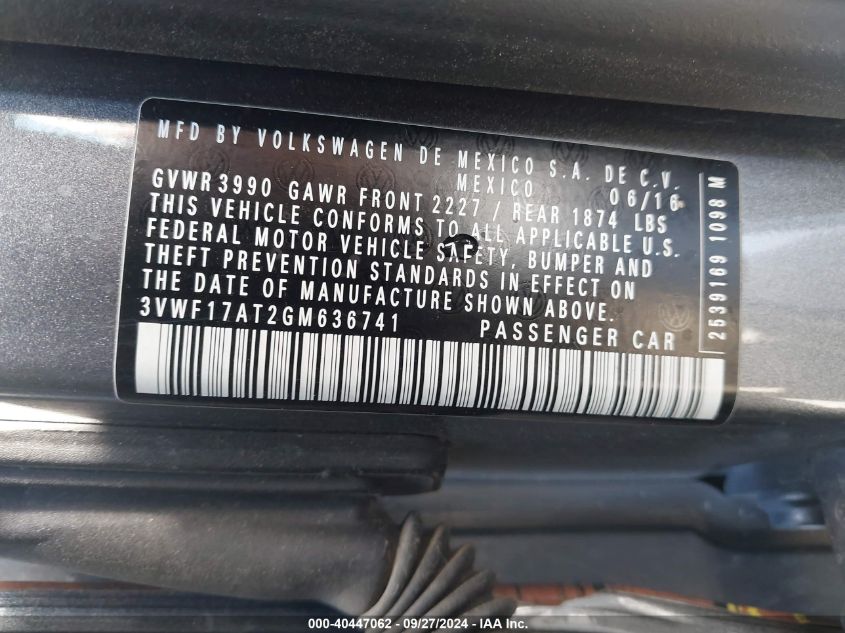 MFD BY VOLKSWAGEN DE MEXICO S.A. DE C.V.
MEXICO 06/16
GVWR3990 GAWR FRONT 2227 / REAR 1874 LBS
THIS VEHICLE CONFORMS TO ALL APPLICABLE U.S.
FEDERAL MOTOR VEHICLE SAFETY, BUMPER AND
THEFT PREVENTION STANDARDS IN EFFECT ON
THE DATE OF MANUFACTURE SHOWN ABOVE.
3VWF17AT2GM636741 PASSENGER CAR
2539169 1098 M
000-40447062 - 09/27/2024 - IAA Inc.